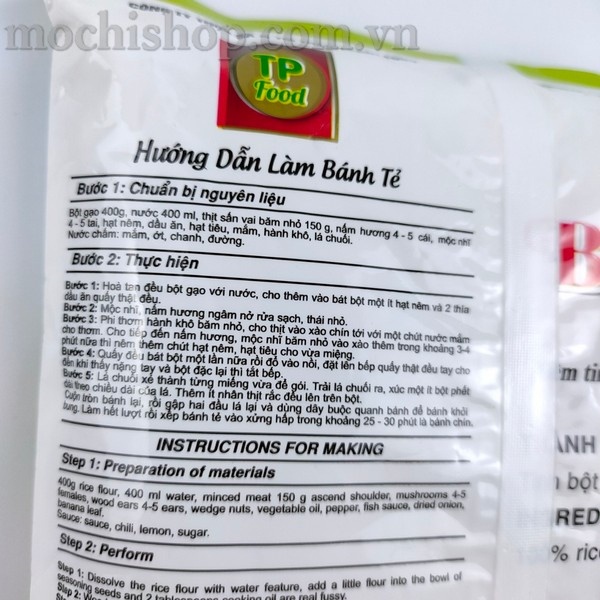 CÔNG TY
mochishop.com.vn
TP
Food
Hướng Dẫn Làm Bánh Tẻ
Bước 1: Chuẩn bị nguyên liệu
Bột gạo 400g, nước 400 ml, thịt sấn vai băm nhỏ 150 g, nấm hương 4 - 5 cái, mộc nhĩ
4 - 5 tai, hạt nêm, dầu ăn, hạt tiêu, mắm, hành khô, lá chuối.
Nước chấm: mắm, ớt, chanh, đường.
Bước 2: Thực hiện
Bước 1: Hoà tan đều bột gạo với nước, cho thêm vào bát bột một ít hạt nêm và 2 thìa
dầu ăn quấy thật đều.
Bước 2: Mộc nhĩ, nấm hương ngâm nở rửa sạch, thái nhỏ.
Bước 3: Phi thơm hành khô băm nhỏ, cho thịt vào xào chín tới với một chút nước mắm
cho thơm. Cho tiếp đến nấm hương, mộc nhĩ băm nhỏ vào xào thêm trong khoảng 3-4
phút nữa thì nêm thêm chút hạt nêm, hạt tiêu cho vừa miệng.
Bước 4: Quấy đều bát bột một lần nữa rồi đổ vào nồi, đặt lên bếp quấy thật đều tay cho
đến khi thấy nặng tay và bột đặc lại thì tắt bếp.
Bước 5: Lá chuối xé thành từng miếng vừa để gói. Trải lá chuối ra, xúc một ít bột phết
dài theo chiều dài của lá. Thêm ít nhân thịt rắc đều lên trên bột.
Cuộn tròn bánh lại, rồi gập hai đầu lá lại và dùng dây buộc quanh bánh để bánh khỏi
bung. Làm hết lượt rồi xếp bánh tẻ vào xửng hấp trong khoảng 25 - 30 phút là bánh chín.
INSTRUCTIONS FOR MAKING
Step 1: Preparation of materials
400g rice flour, 400 ml water, minced meat 150 g ascend shoulder, mushrooms 4-5
females, wood ears 4-5 ears, wedge nuts, vegetable oil, pepper, fish sauce, dried onion,
banana leaf.
Sauce: sauce, chili, lemon, sugar.
Step 2: Perform
Step 1: Dissolve the rice flour with water feature, add a little flour into the bowl of
seasoning seeds and 2 tablespoons cooking oil are real fussy.
B
êm tin
ÁNH
bột
REDI
% rice